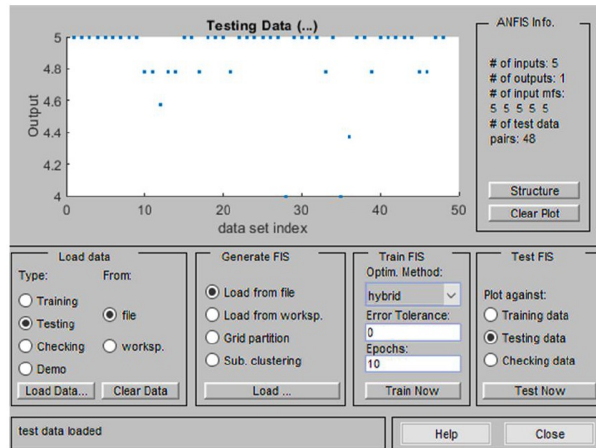 Testing Data (...)
5
4.8
4.6
4.4
4.2
4
Output
0
10
20
30
40
50
data set index
ANFIS Info.
# of inputs: 5
# of outputs: 1
# of input mfs:
5 5 5 5 5
# of test data
pairs: 48
Structure
Clear Plot
Load data
Type:
From:
Training
Testing
Checking
Demo
file
worksp.
Load Data...
Clear Data
Generate FIS
Load from file
Load from worksp.
Grid partition
Sub. clustering
Load ...
Train FIS
Optim. Method:
hybrid
Error Tolerance:
0
Epochs:
10
Train Now
Test FIS
Plot against:
Training data
Testing data
Checking data
Test Now
test data loaded
Help
Close